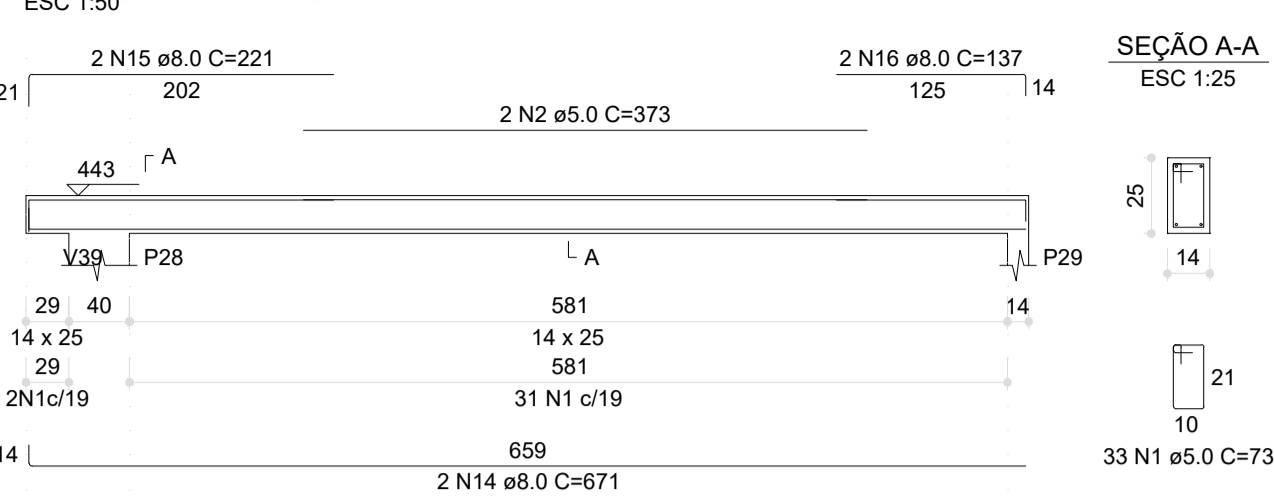 ESC 1:50
2 N15 ø8.0 C=221
2 N16 ø8.0 C=137
SEÇÃO A-A
ESC 1:25
21
202
125
14
2 N2 ø5.0 C=373
443
A
25
14
V39
P28
A
P29
29
40
581
14
14 x 25
14 x 25
29
581
2N1c/19
31 N1 c/19
21
10
33 N1 ø5.0 C=73
14
659
2 N14 ø8.0 C=671